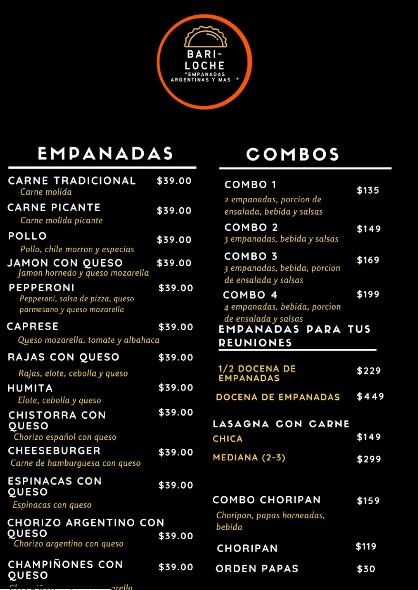 BARI-
LOCHE
"EMPANADAS
ARGENTINAS Y MAS "
EMPANADAS
CARNE TRADICIONAL $39.00
Carne molida
CARNE PICANTE $39.00
Carne molida picante
POLLO $39.00
Pollo, chile morron y especias
JAMON CON QUESO $39.00
Jamon horneado y queso mozarella
PEPPERONI $39.00
Pepperoni, salsa de pizza, queso
parmesano y queso mozarella
CAPRESE $39.00
Queso mozarella, tomate y albahaca
RAJAS CON QUESO $39.00
Rajas, elote, cebolla y queso
HUMITA $39.00
Elote, cebolla y queso
CHISTORRA CON $39.00
QUESO
Chorizo español con queso
CHEESEBURGER $39.00
Carne de hamburguesa con queso
ESPINACAS CON $39.00
QUESO
Espinacas con queso
CHORIZO ARGENTINO CON
QUESO $39.00
Chorizo argentino con queso
CHAMPIÑONES CON $39.00
QUESO
COMBOS
COMBO 1 $135
2 empanadas, porcion de
ensalada, bebida y salsas
COMBO 2 $149
3 empanadas, bebida y salsas
COMBO 3 $169
3 empanadas, bebida, porcion
de ensalada y salsas
COMBO 4 $199
4 empanadas, bebida, porcion
de ensalada y salsas
EMPANADAS PARA TUS
REUNIONES
1/2 DOCENA DE $229
EMPANADAS
DOCENA DE EMPANADAS $449
LASAGNA CON CARNE
CHICA $149
MEDIANA (2-3) $299
COMBO CHORIPAN $159
Choripan, papas horneadas,
bebida
CHORIPAN $119
ORDEN PAPAS $30